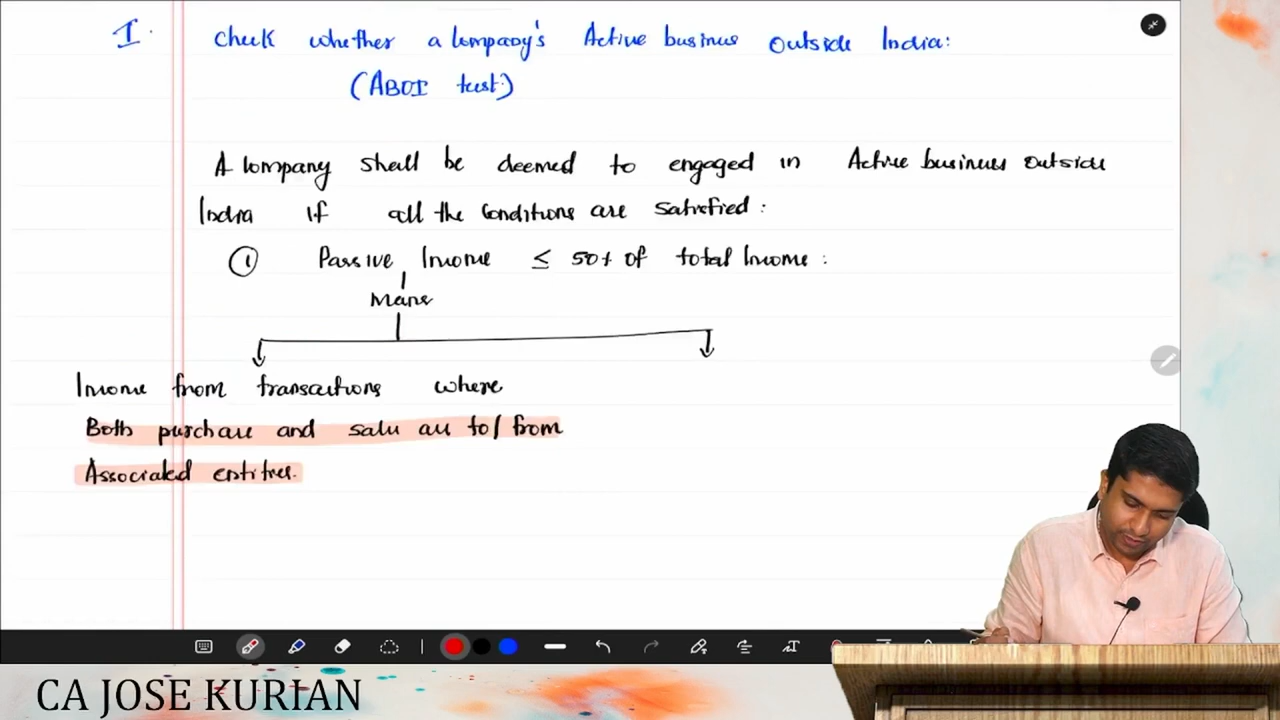 I.
Check whether a Company's Active business Outside India:
(ABOI test)
A Company shall be deemed to engaged in Active business outside
India if all the Conditions are Satisfied:
① Passive Income ≤ 50% of total Income:
Means
Income from transactions where
Both purchase and sales are to/from
Associated entities.
CA JOSE KURIAN